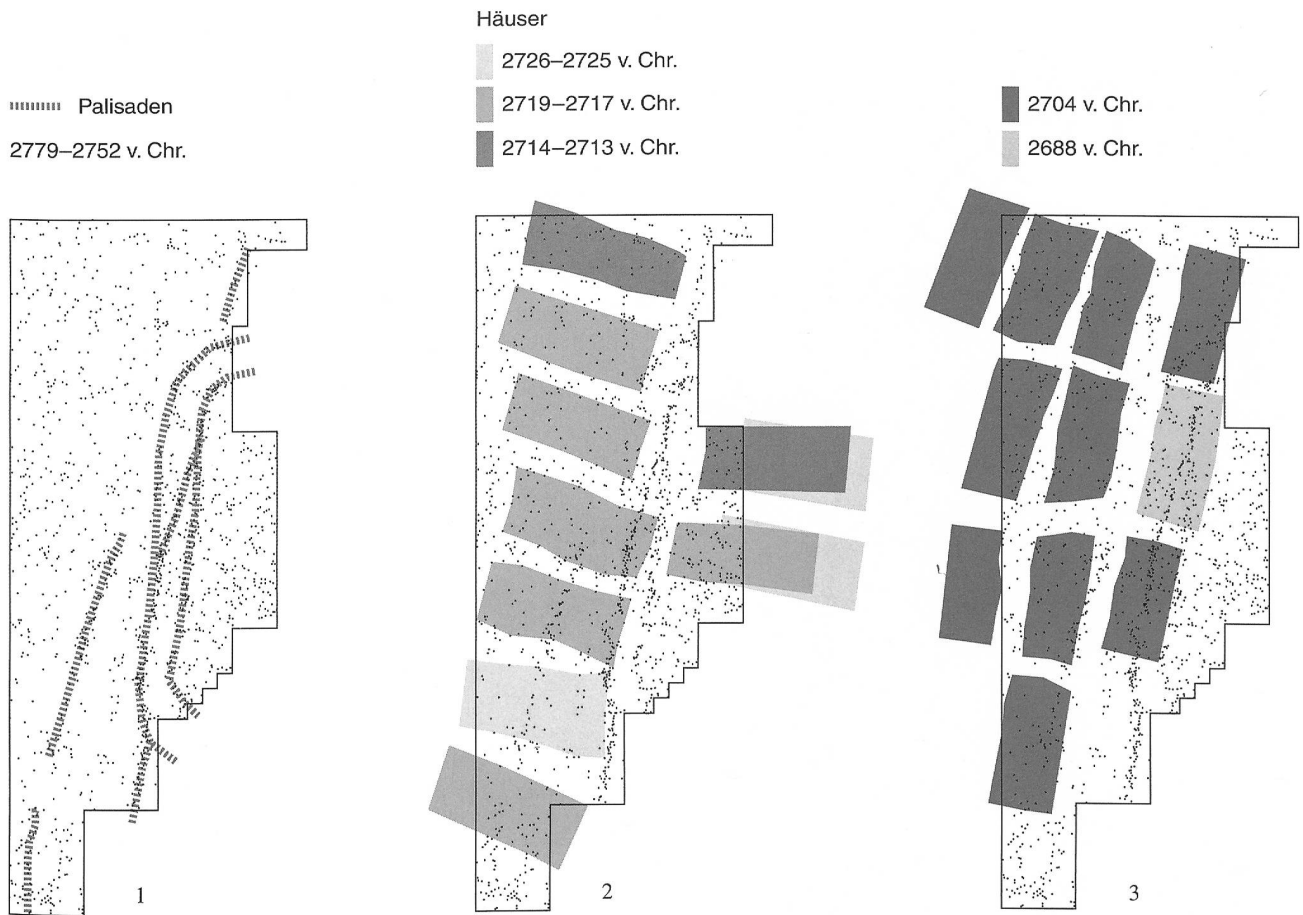 Palisaden
2779–2752 v. Chr.
Häuser
2726–2725 v. Chr.
2719–2717 v. Chr.
2714–2713 v. Chr.
2704 v. Chr.
2688 v. Chr.
1
2
3